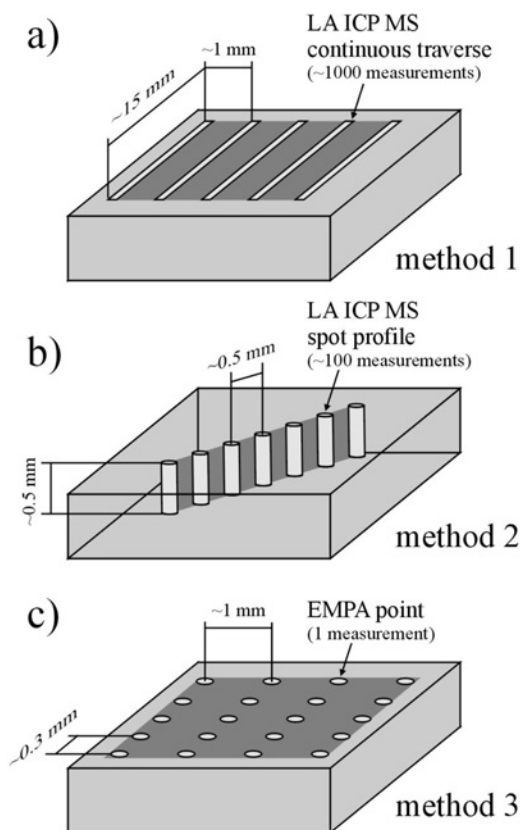 a)
~1 mm
LA ICP MS
continuous traverse
(~1000 measurements)
~15 mm
method 1
b)
LA ICP MS
spot profile
(~100 measurements)
~0.5 mm
~0.5 mm
method 2
c)
~1 mm
EMPA point
(1 measurement)
~0.3 mm
method 3